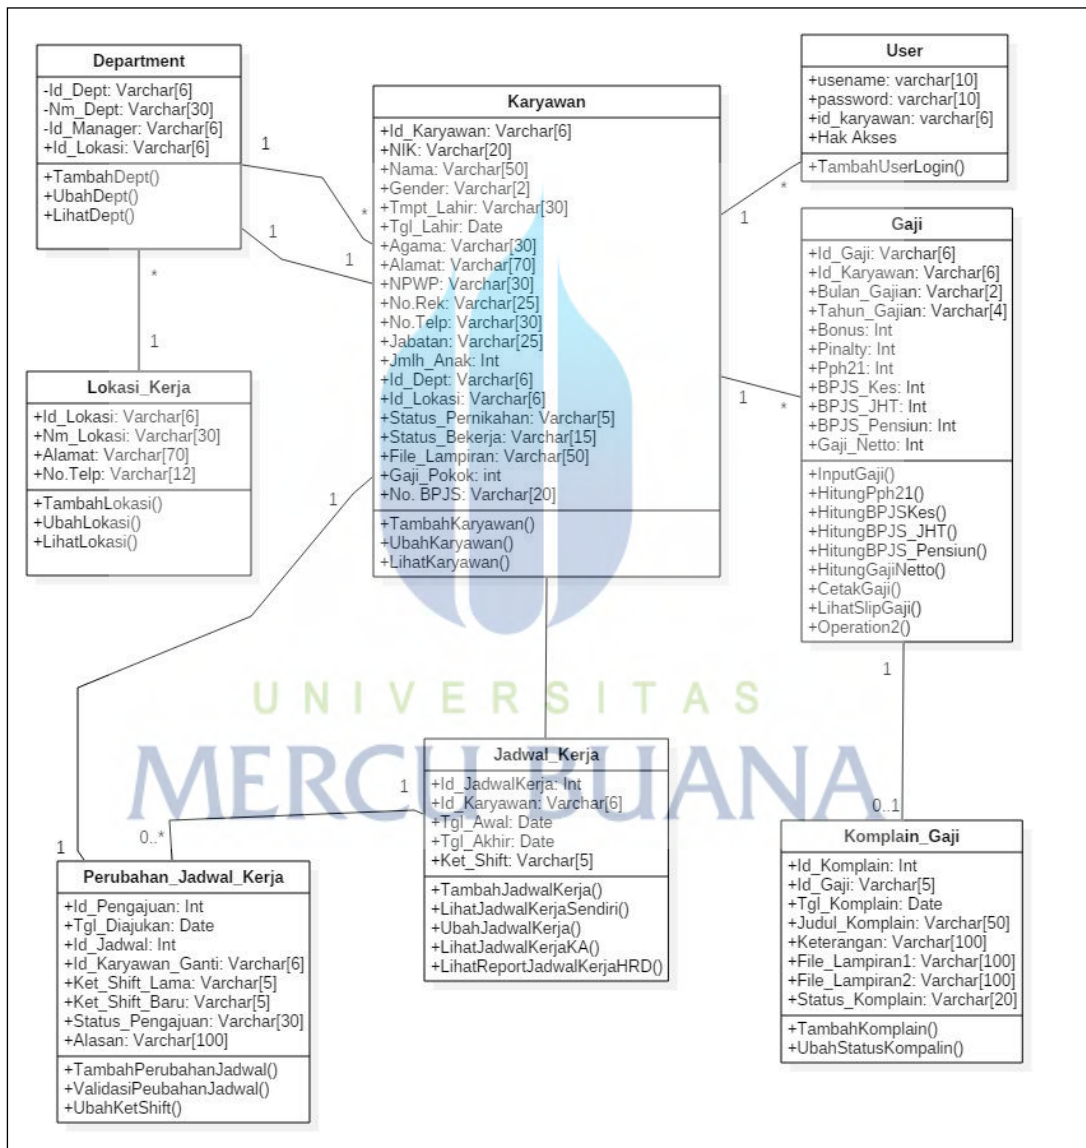 Department
-Id_Dept: Varchar[6]
-Nm_Dept: Varchar[30]
-Id_Manager: Varchar[6]
+Id_Lokasi: Varchar[6]
+TambahDept()
+UbahDept()
+LihatDept()
Karyawan
+Id_Karyawan: Varchar[6]
+NIK: Varchar[20]
+Nama: Varchar[50]
+Gender: Varchar[2]
+Tmpt_Lahir: Varchar[30]
+Tgl_Lahir: Date
+Agama: Varchar[30]
+Alamat: Varchar[70]
+NPWP: Varchar[30]
+No.Rek: Varchar[25]
+No.Telp: Varchar[30]
+Jabatan: Varchar[25]
+Jmlh_Anak: Int
+Id_Dept: Varchar[6]
+Id_Lokasi: Varchar[6]
+Status_Pernikahan: Varchar[5]
+Status_Bekerja: Varchar[15]
+File_Lampiran: Varchar[50]
+Gaji_Pokok: int
+No. BPJS: Varchar[20]
+TambahKaryawan()
+UbahKaryawan()
+LihatKaryawan()
User
+usename: varchar[10]
+password: varchar[10]
+id_karyawan: varchar[6]
+Hak Akses
+TambahUserLogin()
1
*
1
1
1
*
Gaji
+Id_Gaji: Varchar[6]
+Id_Karyawan: Varchar[6]
+Bulan_Gajian: Varchar[2]
+Tahun_Gajian: Varchar[4]
+Bonus: Int
+Pinalty: Int
+Pph21: Int
+BPJS_Kes: Int
+BPJS_JHT: Int
+BPJS_Pensiun: Int
+Gaji_Netto: Int
+InputGaji()
+HitungPph21()
+HitungBPJSKes()
+HitungBPJS_JHT()
+HitungBPJS_Pensiun()
+HitungGajiNetto()
+CetakGaji()
+LihatSlipGaji()
+Operation2()
*
1
1
*
Lokasi_Kerja
+Id_Lokasi: Varchar[6]
+Nm_Lokasi: Varchar[30]
+Alamat: Varchar[70]
+No.Telp: Varchar[12]
+TambahLokasi()
+UbahLokasi()
+LihatLokasi()
1
1
UNIVERSITAS
MERCU BUANA
Jadwal_Kerja
+Id_JadwalKerja: Int
+Id_Karyawan: Varchar[6]
+Tgl_Awal: Date
+Tgl_Akhir: Date
+Ket_Shift: Varchar[5]
+TambahJadwalKerja()
+LihatJadwalKerjaSendiri()
+UbahJadwalKerja()
+LihatJadwalKerjaKA()
+LihatReportJadwalKerjaHRD()
1
0..1
1
0..*
Perubahan_Jadwal_Kerja
+Id_Pengajuan: Int
+Tgl_Diajukan: Date
+Id_Jadwal: Int
+Id_Karyawan_Ganti: Varchar[6]
+Ket_Shift_Lama: Varchar[5]
+Ket_Shift_Baru: Varchar[5]
+Status_Pengajuan: Varchar[30]
+Alasan: Varchar[100]
+TambahPerubahanJadwal()
+ValidasiPeubahanJadwal()
+UbahKetShift()
Komplain_Gaji
+Id_Komplain: Int
+Id_Gaji: Varchar[5]
+Tgl_Komplain: Date
+Judul_Komplain: Varchar[50]
+Keterangan: Varchar[100]
+File_Lampiran1: Varchar[100]
+File_Lampiran2: Varchar[100]
+Status_Komplain: Varchar[20]
+TambahKomplain()
+UbahStatusKompalin()